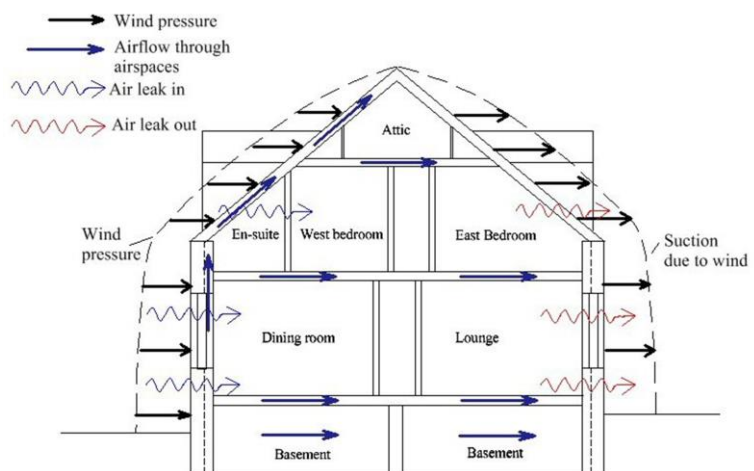 Wind pressure
Airflow through
airspaces
Air leak in
Air leak out
Attic
Wind
pressure
En-suite
West bedroom
East Bedroom
Suction
due to wind
Dining room
Lounge
Basement
Basement